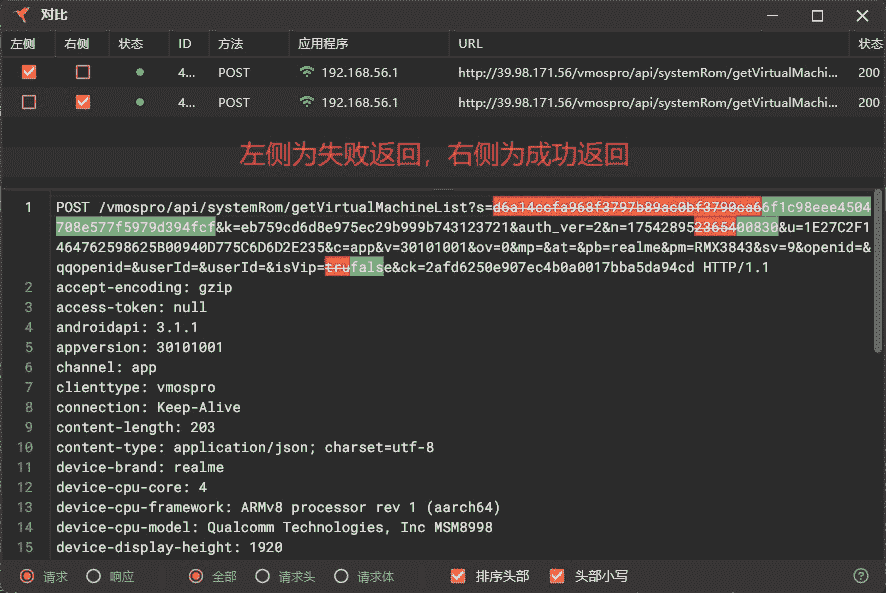 对比
左侧 右侧 状态 ID 方法 应用程序 URL 状态
4... POST 192.168.56.1 http://39.98.171.56/vmospro/api/systemRom/getVirtualMachi... 200
4... POST 192.168.56.1 http://39.98.171.56/vmospro/api/systemRom/getVirtualMachi... 200
左侧为失败返回，右侧为成功返回
1 POST /vmospro/api/systemRom/getVirtualMachineList?s=d6a14ccfa968f3797b89ac0bf3790ca66f1c98eee4504
708e577f5979d394fcf&k=eb759cd6d8e975ec29b999b743123721&auth_ver=2&n=175428952365400830&u=1E27C2F1
464762598625B00940D775C6D6D2E235&c=app&v=30101001&ov=0&mp=&at=&pb=realme&pm=RMX3843&sv=9&openid=&
qqopenid=&userId=&userId=&isVip=trufalse&ck=2afd6250e907ec4b0a0017bba5da94cd HTTP/1.1
2 accept-encoding: gzip
3 access-token: null
4 androidapi: 3.1.1
5 appversion: 30101001
6 channel: app
7 clienttype: vmospro
8 connection: Keep-Alive
9 content-length: 203
10 content-type: application/json; charset=utf-8
11 device-brand: realme
12 device-cpu-core: 4
13 device-cpu-framework: ARMv8 processor rev 1 (aarch64)
14 device-cpu-model: Qualcomm Technologies, Inc MSM8998
15 device-display-height: 1920
请求 响应 全部 请求头 请求体 排序头部 头部小写